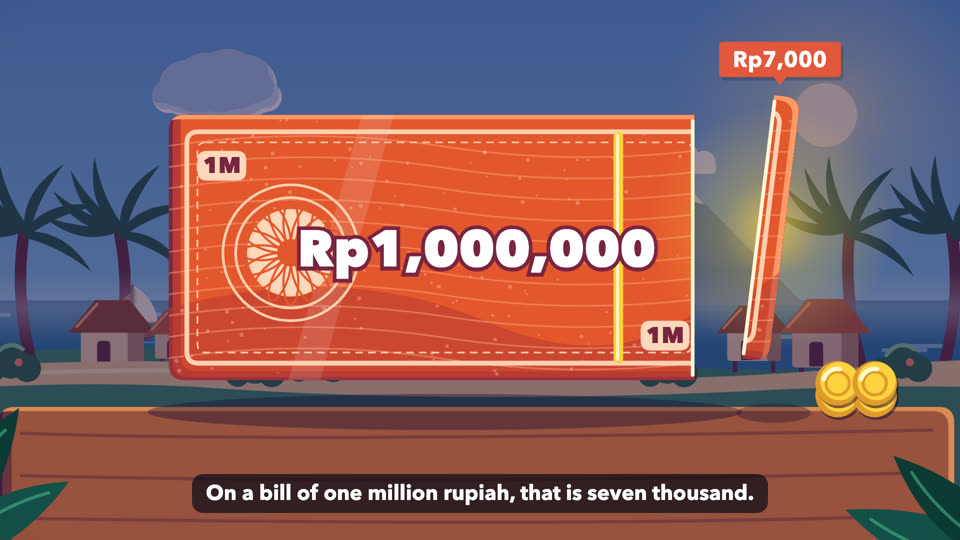 Rp7,000
1M
Rp1,000,000
1M
On a bill of one million rupiah, that is seven thousand.